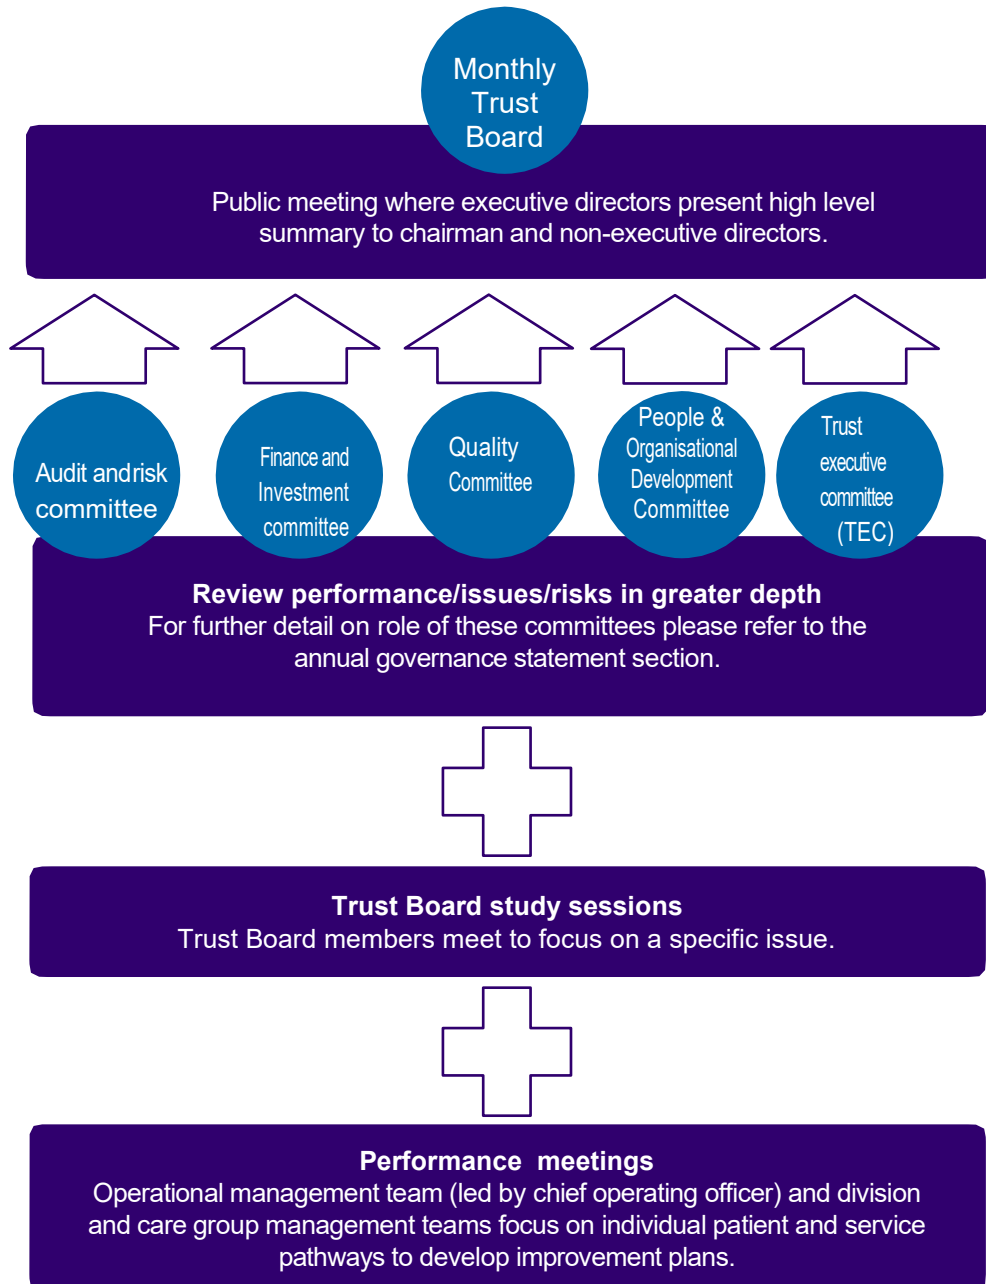 Monthly
Trust
Board
Public meeting where executive directors present high level
summary to chairman and non-executive directors.
Audit and risk
committee
Finance and
Investment
committee
Quality
Committee
People &
Organisational
Development
Committee
Trust
executive
committee
(TEC)
Review performance/issues/risks in greater depth
For further detail on role of these committees please refer to the
annual governance statement section.
Trust Board study sessions
Trust Board members meet to focus on a specific issue.
Performance meetings
Operational management team (led by chief operating officer) and division
and care group management teams focus on individual patient and service
pathways to develop improvement plans.